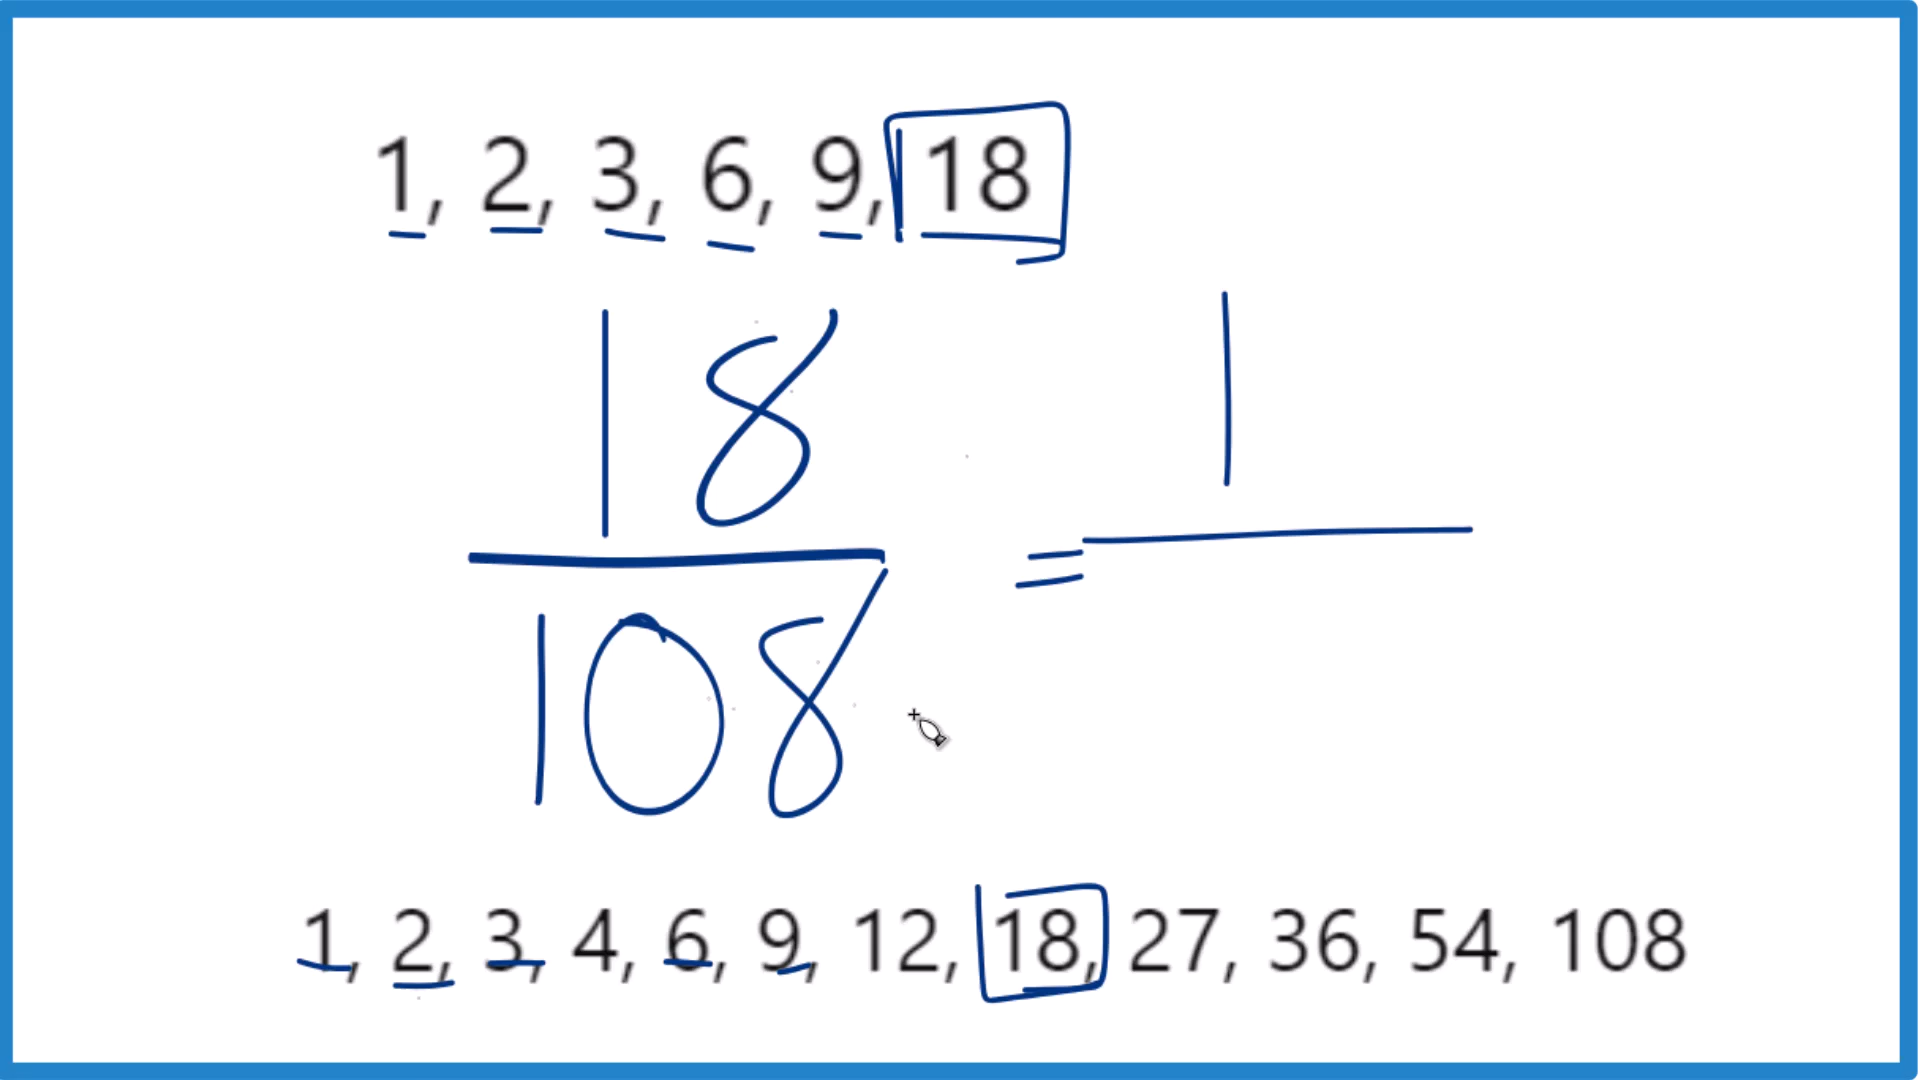 1, 2, 3, 6, 9, 18
18
1
=
108
1, 2, 3, 4, 6, 9, 12, 18, 27, 36, 54, 108